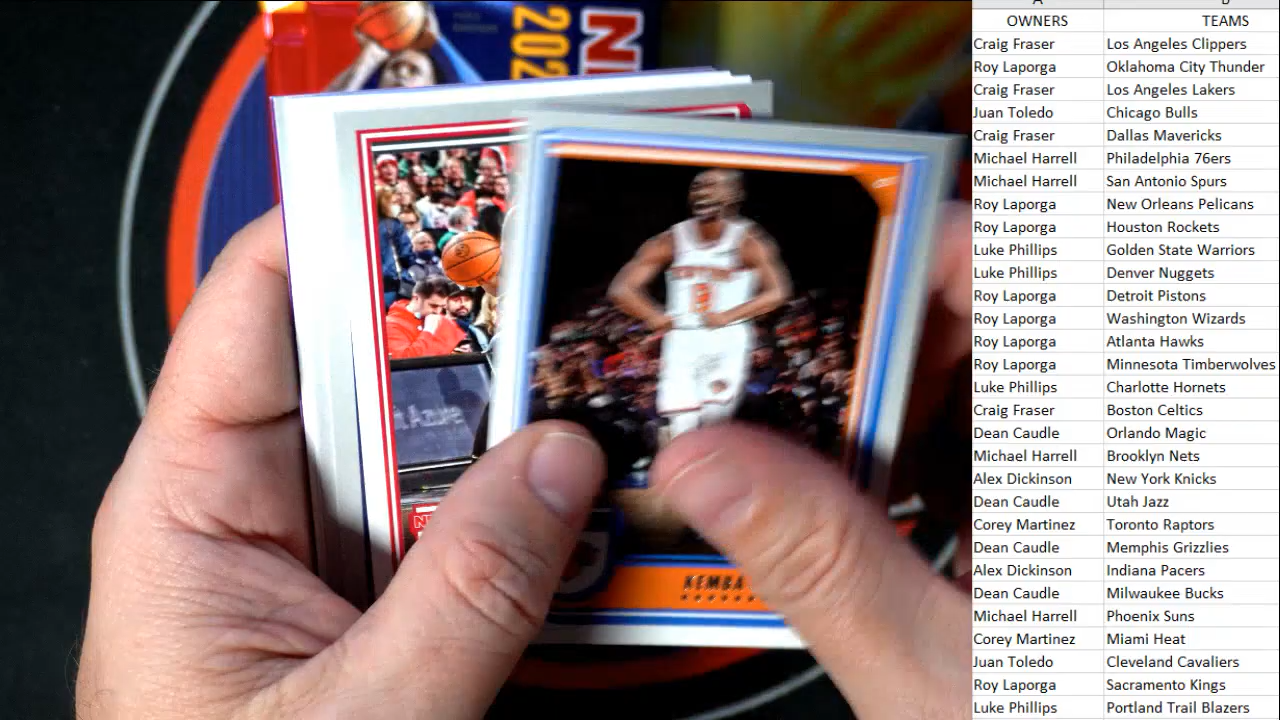 OWNERS TEAMS
Craig Fraser Los Angeles Clippers
Roy Laporga Oklahoma City Thunder
Craig Fraser Los Angeles Lakers
Juan Toledo Chicago Bulls
Craig Fraser Dallas Mavericks
Michael Harrell Philadelphia 76ers
Michael Harrell San Antonio Spurs
Roy Laporga New Orleans Pelicans
Roy Laporga Houston Rockets
Luke Phillips Golden State Warriors
Luke Phillips Denver Nuggets
Roy Laporga Detroit Pistons
Roy Laporga Washington Wizards
Roy Laporga Atlanta Hawks
Roy Laporga Minnesota Timberwolves
Luke Phillips Charlotte Hornets
Craig Fraser Boston Celtics
Dean Caudle Orlando Magic
Michael Harrell Brooklyn Nets
Alex Dickinson New York Knicks
Dean Caudle Utah Jazz
Corey Martinez Toronto Raptors
Dean Caudle Memphis Grizzlies
Alex Dickinson Indiana Pacers
Dean Caudle Milwaukee Bucks
Michael Harrell Phoenix Suns
Corey Martinez Miami Heat
Juan Toledo Cleveland Cavaliers
Roy Laporga Sacramento Kings
Luke Phillips Portland Trail Blazers
202
KEMBA